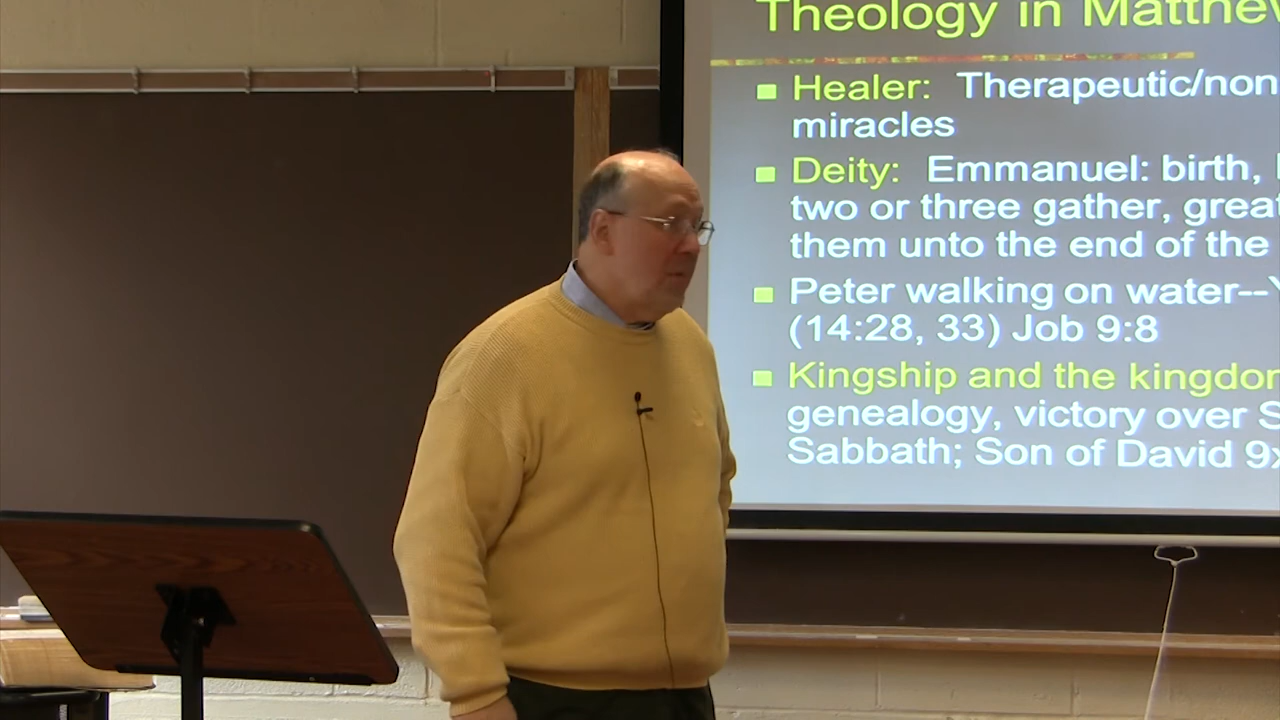 Theology in Matthew
Healer: Therapeutic/non
miracles
Deity: Emmanuel: birth,
two or three gather, great
them unto the end of the
Peter walking on water--Y
(14:28, 33) Job 9:8
Kingship and the kingdom
genealogy, victory over S
Sabbath; Son of David 9x